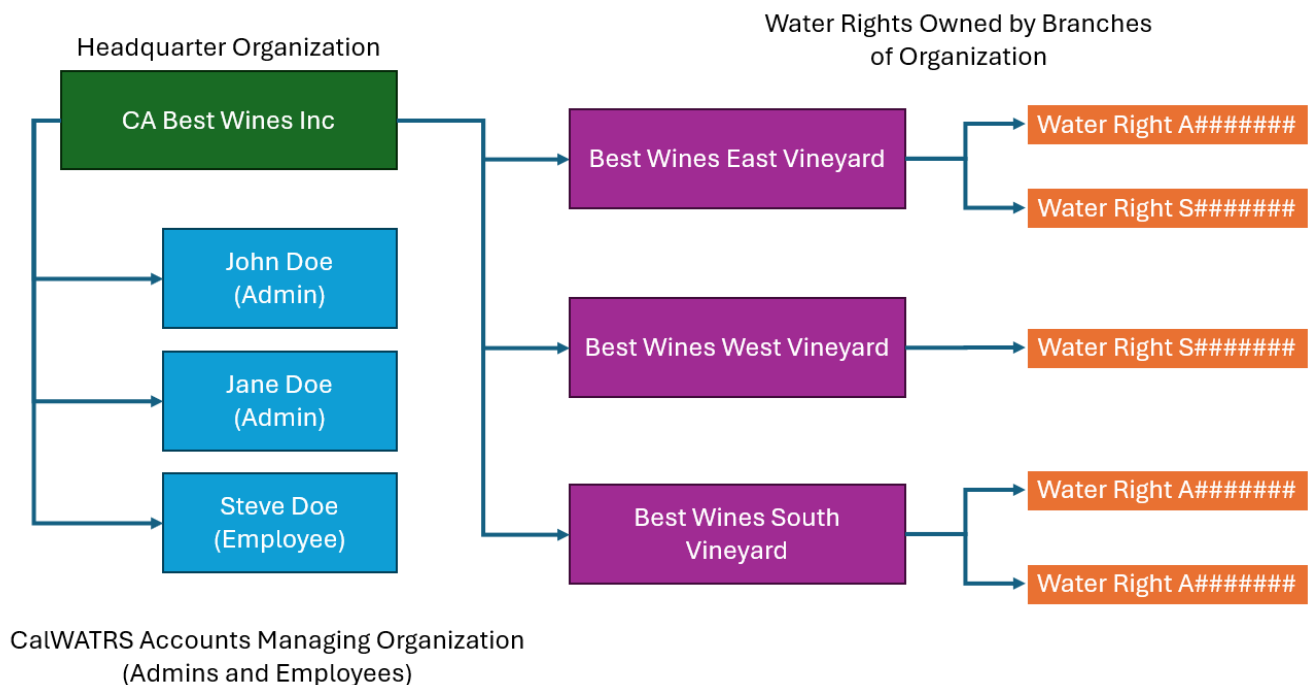 Headquarter Organization
CA Best Wines Inc
John Doe
(Admin)
Jane Doe
(Admin)
Steve Doe
(Employee)
CalWATRS Accounts Managing Organization
(Admins and Employees)
Water Rights Owned by Branches
of Organization
Best Wines East Vineyard
Water Right A#######
Water Right S#######
Best Wines West Vineyard
Water Right S#######
Best Wines South
Vineyard
Water Right A#######
Water Right A#######